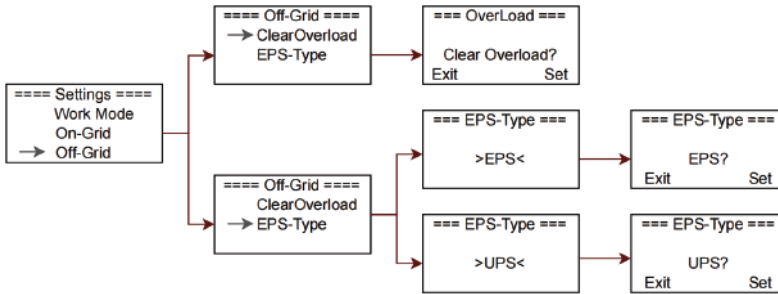 ==== Settings ====
Work Mode
On-Grid
Off-Grid
==== Off-Grid ====
ClearOverload
EPS-Type
=== OverLoad ===
Clear Overload?
Exit Set
==== Off-Grid ====
ClearOverload
EPS-Type
=== EPS-Type ===
>EPS<
=== EPS-Type ===
EPS?
Exit Set
=== EPS-Type ===
>UPS<
=== EPS-Type ===
UPS?
Exit Set